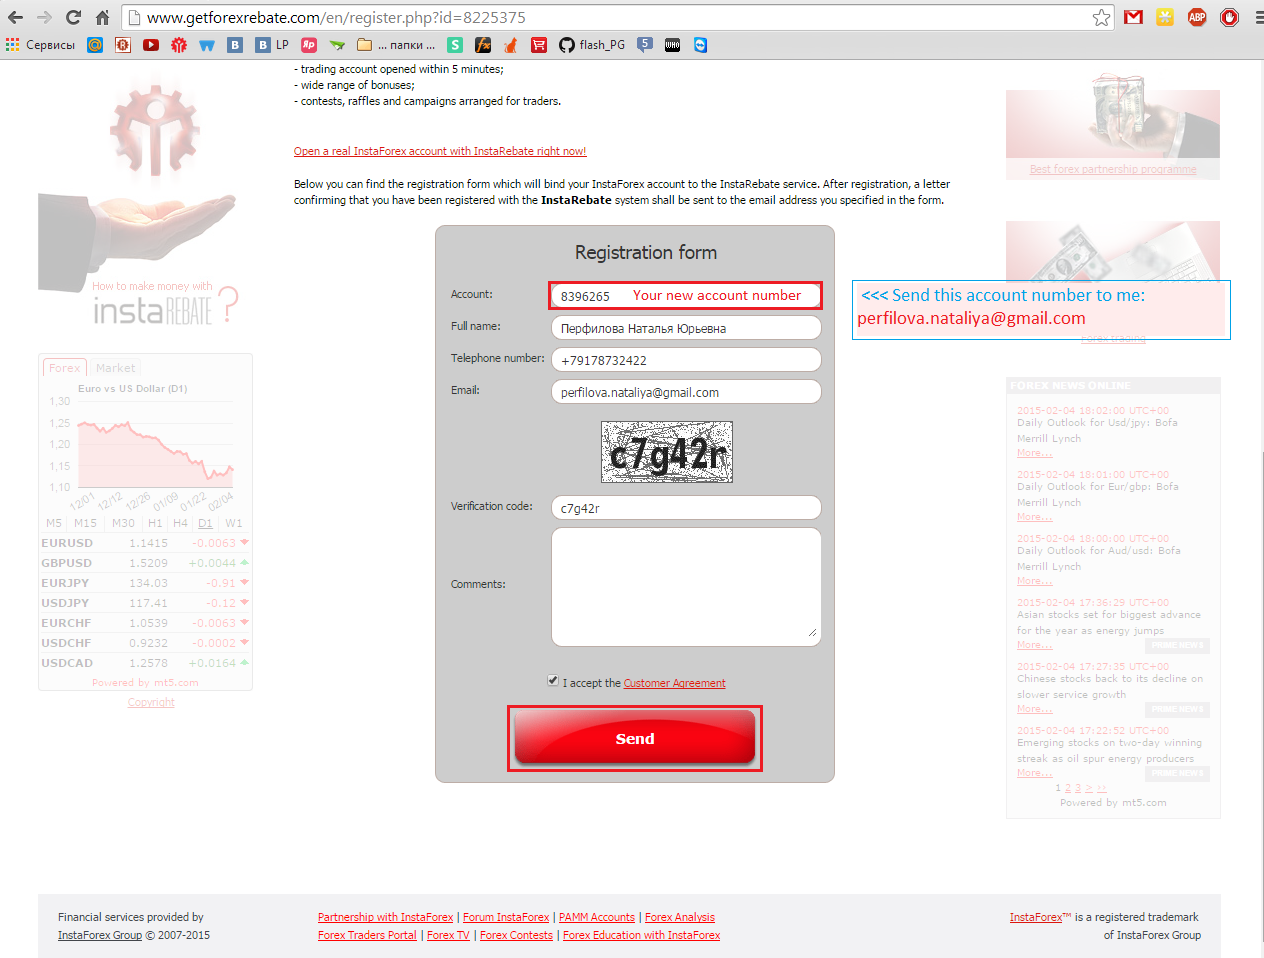 www.getforexrebate.com/en/register.php?id=8225375
Сервисы
LP
... папки ...
flash_PG
- trading account opened within 5 minutes;
- wide range of bonuses;
- contests, raffles and campaigns arranged for traders.
Open a real InstaForex account with InstaRebate right now!
Below you can find the registration form which will bind your InstaForex account to the InstaRebate service. After registration, a letter
confirming that you have been registered with the InstaRebate system shall be sent to the email address you specified in the form.
How to make money with
instaREBATE?
Forex Market
Euro vs US Dollar (D1)
1,30
1,25
1,20
1,15
1,10
12/01 12/12 12/26 01/09 01/22 02/04
M5 M15 M30 H1 H4 D1 W1
EURUSD 1.1415 -0.0063
GBPUSD 1.5209 +0.0044
EURJPY 134.03 -0.91
USDJPY 117.41 -0.12
EURCHF 1.0539 -0.0063
USDCHF 0.9232 -0.0002
USDCAD 1.2578 +0.0164
Powered by mt5.com
Copyright
Registration form
Account: 8396265 Your new account number
Full name: Перфилова Наталья Юрьевна
Telephone number: +79178732422
Email: perfilova.nataliya@gmail.com
c7g42r
Verification code: c7g42r
Comments:
I accept the Customer Agreement
Send
Best forex partnership programme
<<< Send this account number to me:
perfilova.nataliya@gmail.com
Forex trading
FOREX NEWS ONLINE
2015-02-04 18:02:00 UTC+00
Daily Outlook for Usd/jpy: Bofa
Merrill Lynch
More...
2015-02-04 18:01:00 UTC+00
Daily Outlook for Eur/gbp: Bofa
Merrill Lynch
More...
2015-02-04 18:00:00 UTC+00
Daily Outlook for Aud/usd: Bofa
Merrill Lynch
More...
2015-02-04 17:36:29 UTC+00
Asian stocks set for biggest advance
for the year as energy jumps
More... PRIME NEWS
2015-02-04 17:27:35 UTC+00
Chinese stocks back to its decline on
slower service growth
More... PRIME NEWS
2015-02-04 17:22:52 UTC+00
Emerging stocks on two-day winning
streak as oil spur energy producers
More... PRIME NEWS
1 2 3 > >>
Powered by mt5.com
Financial services provided by
InstaForex Group © 2007-2015
Partnership with InstaForex | Forum InstaForex | PAMM Accounts | Forex Analysis
Forex Traders Portal | Forex TV | Forex Contests | Forex Education with InstaForex
InstaForex™ is a registered trademark
of InstaForex Group